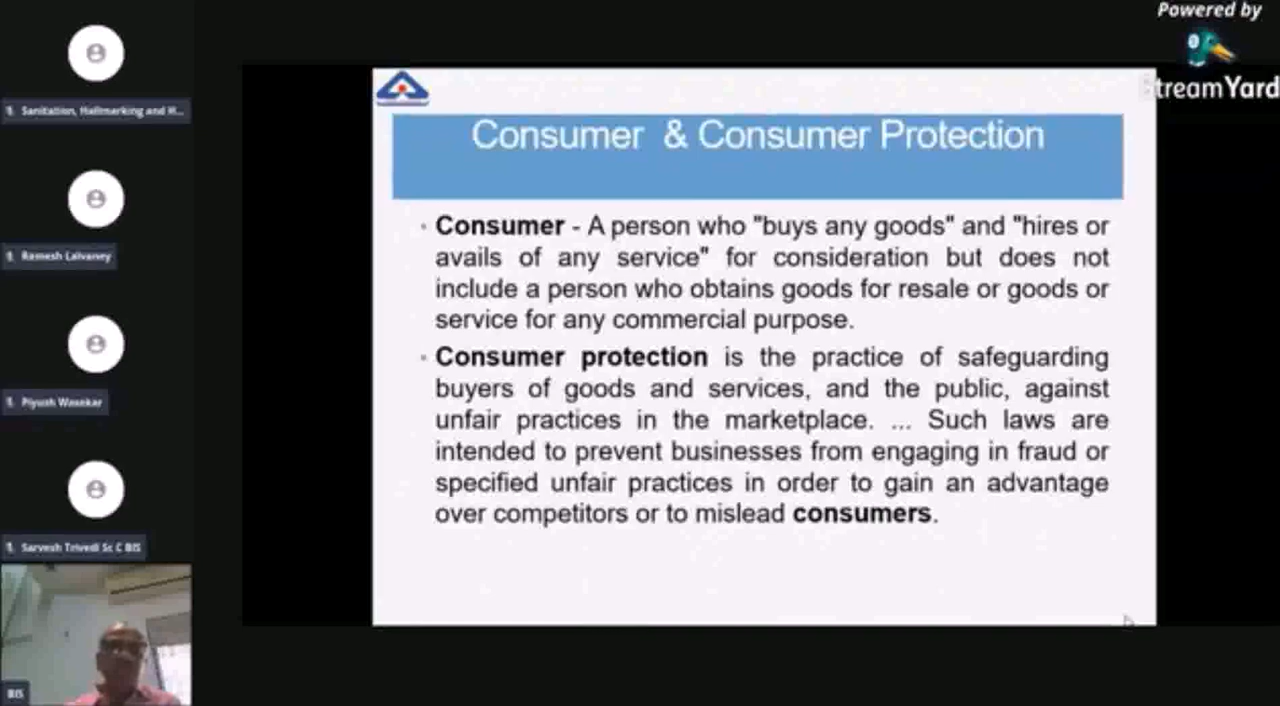 Powered by
StreamYard
Sanitation, Hallmarking and H...
Ramesh Lalvaney
Piyush Wasekar
Sarvesh Trivedi Sc C BIS
BIS
Consumer & Consumer Protection
· Consumer - A person who "buys any goods" and "hires or
avails of any service" for consideration but does not
include a person who obtains goods for resale or goods or
service for any commercial purpose.
· Consumer protection is the practice of safeguarding
buyers of goods and services, and the public, against
unfair practices in the marketplace. ... Such laws are
intended to prevent businesses from engaging in fraud or
specified unfair practices in order to gain an advantage
over competitors or to mislead consumers.